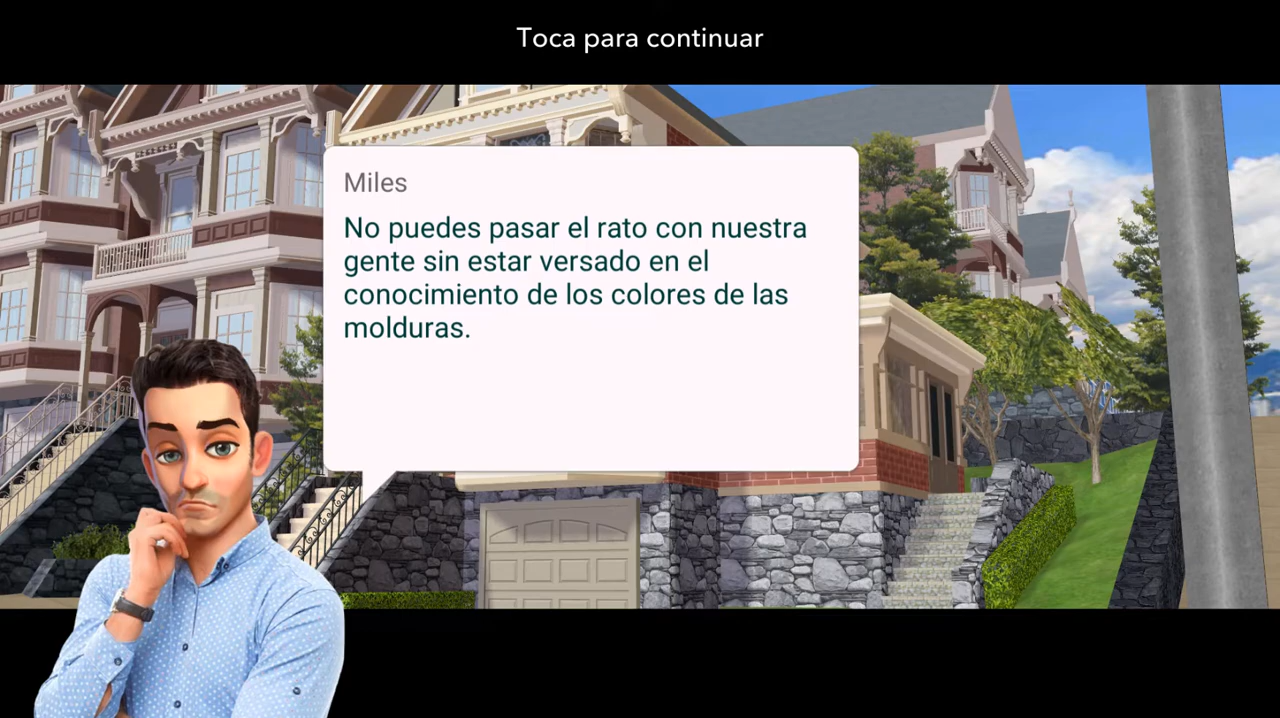 Toca para continuar
Miles
No puedes pasar el rato con nuestra
gente sin estar versado en el
conocimiento de los colores de las
molduras.